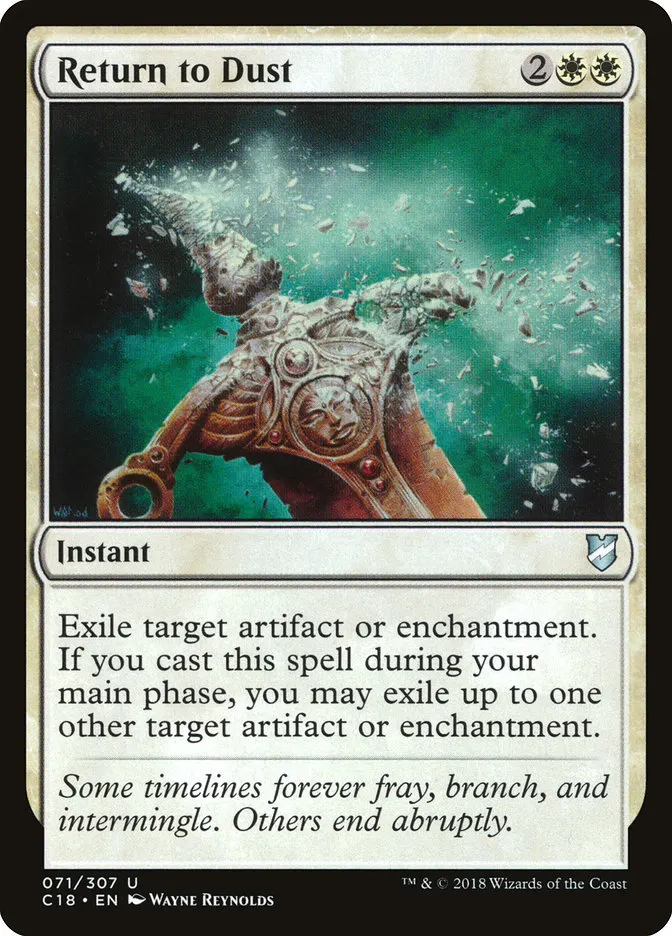 Return to Dust 2
Instant
Exile target artifact or enchantment.
If you cast this spell during your
main phase, you may exile up to one
other target artifact or enchantment.
Some timelines forever fray, branch, and
intermingle. Others end abruptly.
071/307 U
™ & © 2018 Wizards of the Coast
C18 • EN Wayne Reynolds